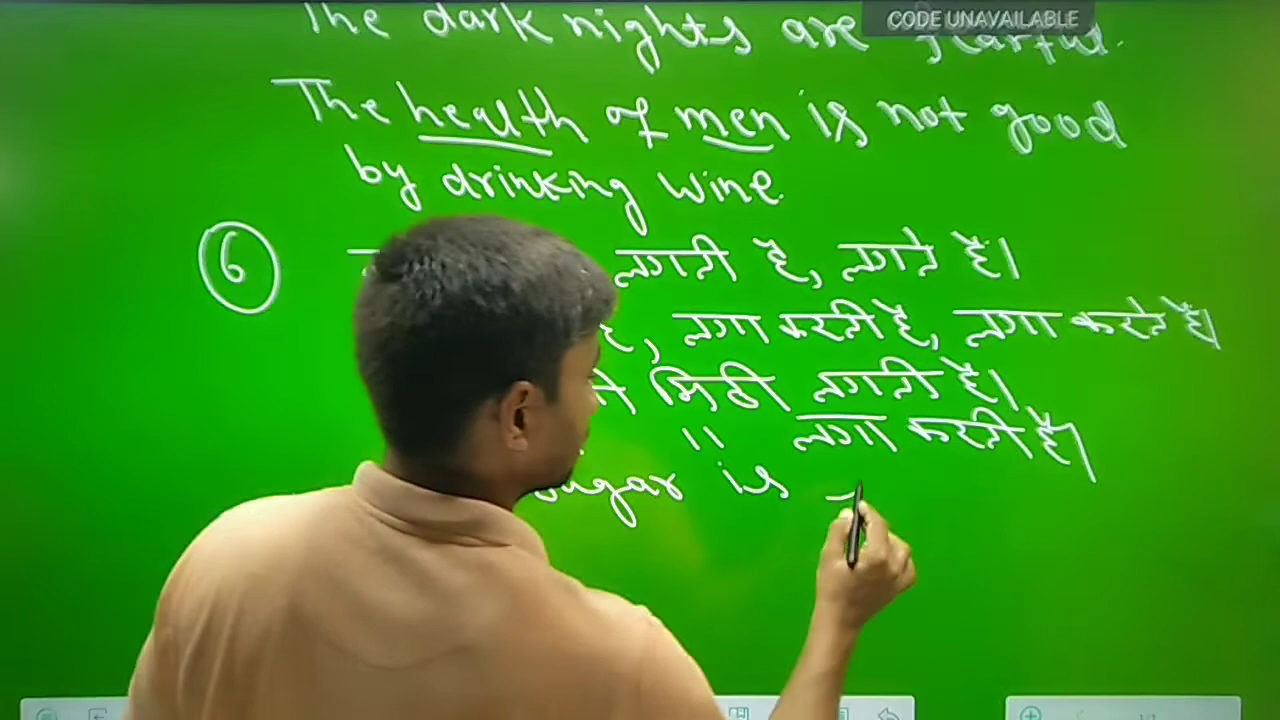 CODE UNAVAILABLE
The dark nights are fearful.
The health of men is not good
by drinking wine.
6 लगती है, लगते हैं।
है, लगा करती है, लगा करते हैं।
मिठी लगती है।
" लगा करती है।
Sugar is